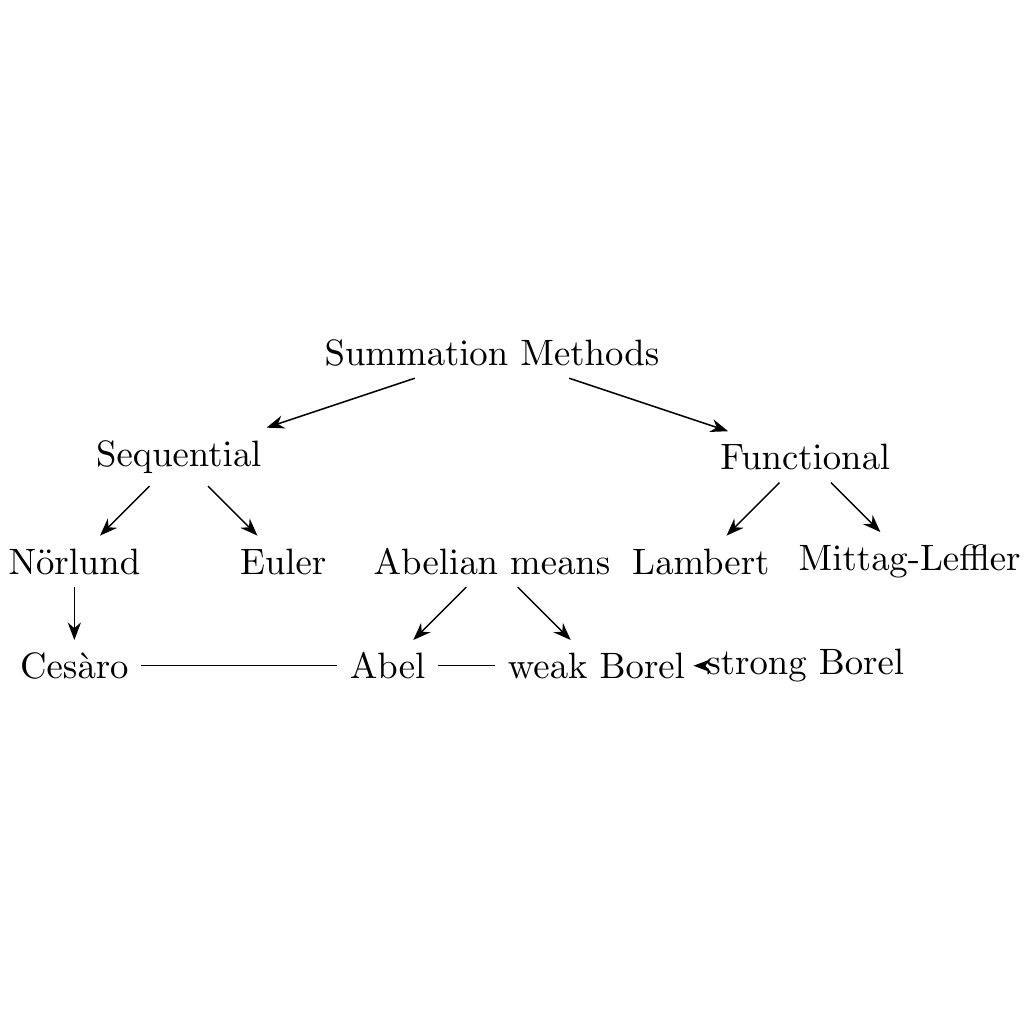 Summation Methods
Sequential
Functional
Nörlund
Euler
Abelian means
Lambert
Mittag-Leffler
Cesàro
Abel
weak Borel
strong Borel